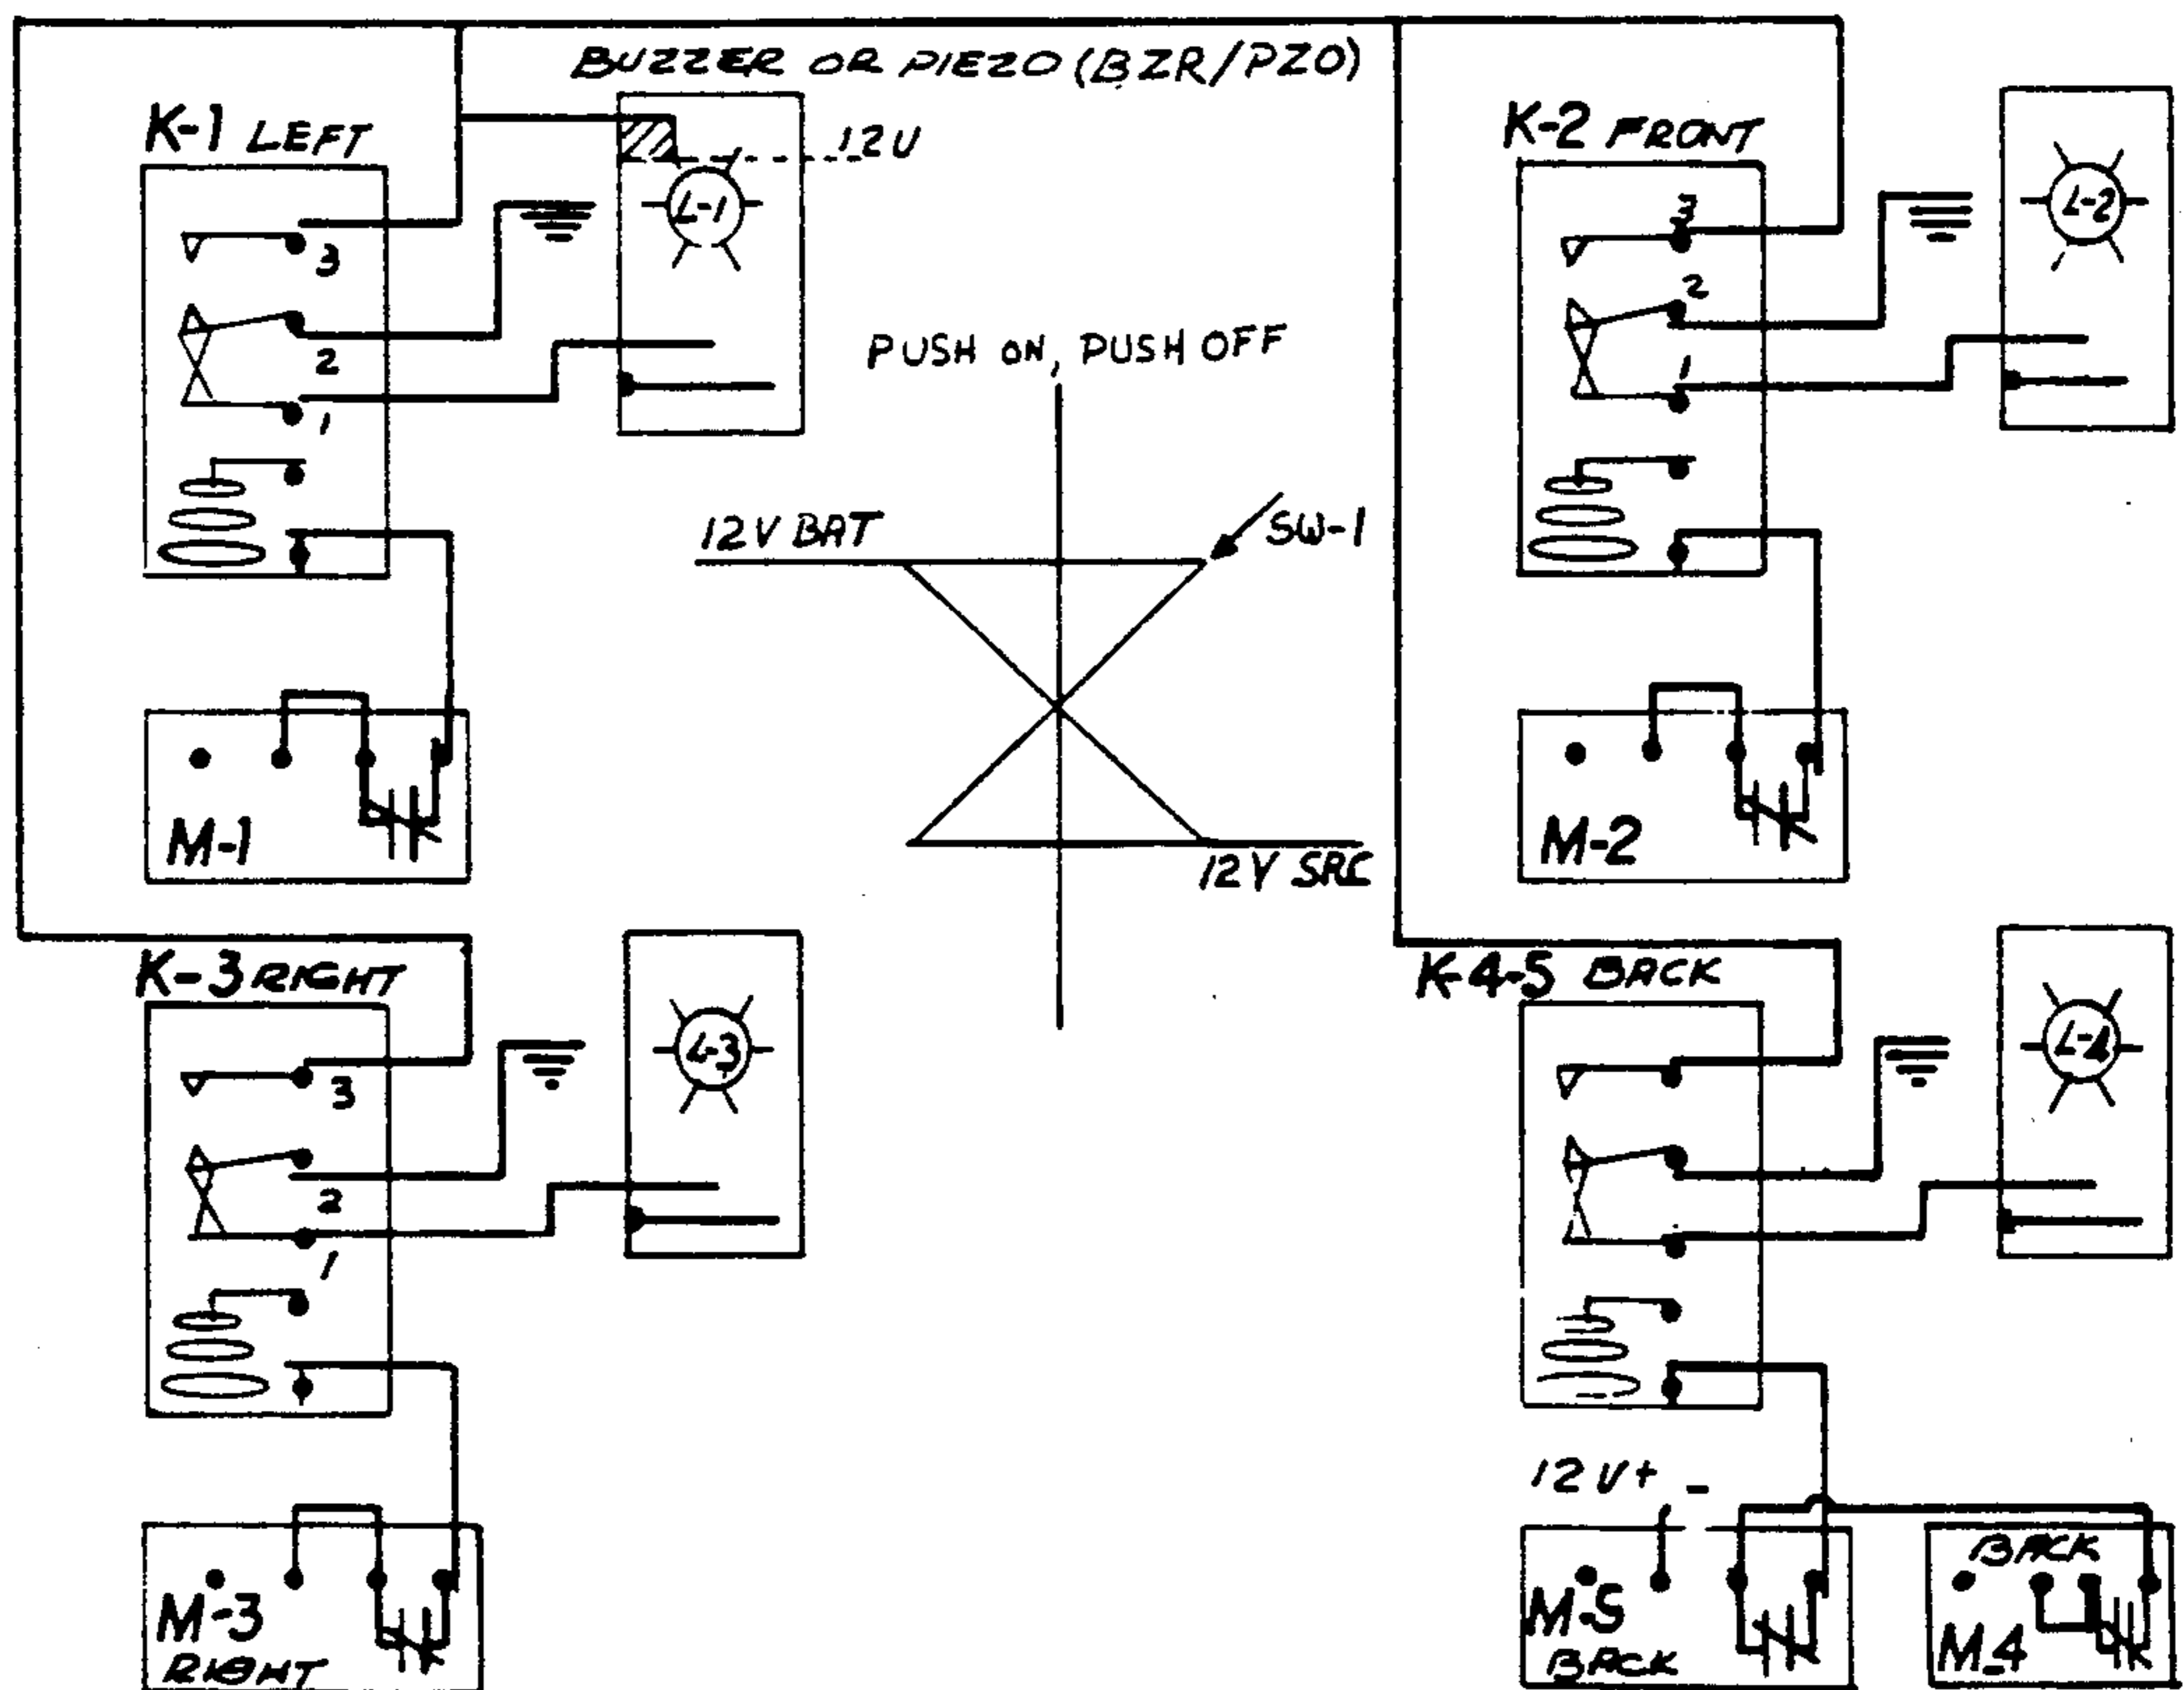 BUZZER OR PIEZO (BZR/PZO)
K-1 LEFT
12V
L-1
3
2
1
K-2 FRONT
L-2
3
2
1
PUSH ON, PUSH OFF
12V BAT
SW-1
12V SRC
M-1
M-2
K-3 RIGHT
L-3
3
2
1
K-4-5 BACK
L-4
12V+ -
M-3
RIGHT
M-5
BACK
BACK
M-4